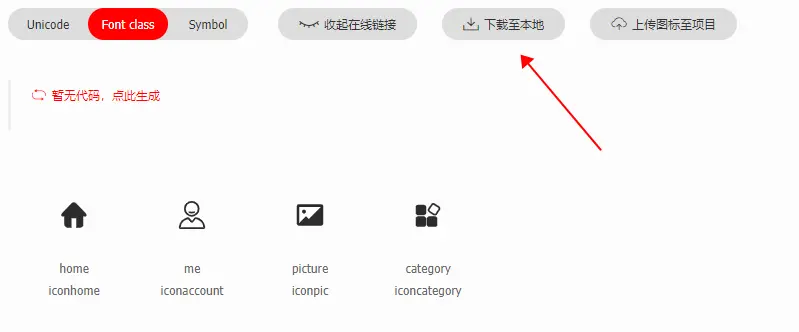 Unicode Font class Symbol 收起在线链接 下载至本地 上传图标至项目
暂无代码，点此生成
home me picture category
iconhome iconaccount iconpic iconcategory